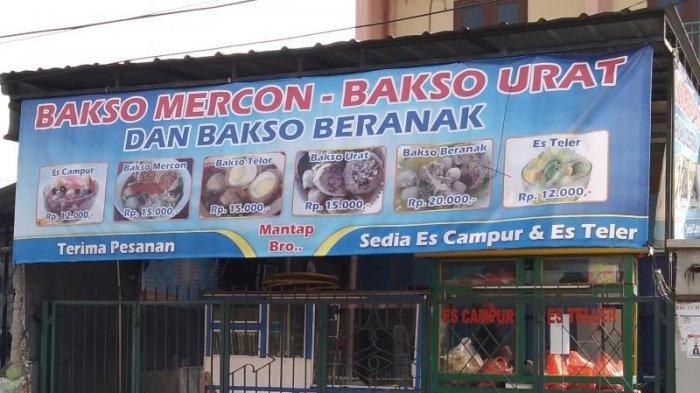 BAKSO MERCON - BAKSO URAT
DAN BAKSO BERANAK
Es Campur
Rp. 12.000,-
Bakso Mercon
Rp. 15.000,-
Bakso Telor
Rp. 15.000,-
Bakso Urat
Rp. 15.000,-
Bakso Beranak
Rp. 20.000,-
Es Teler
Rp. 12.000,-
Terima Pesanan
Mantap
Bro..
Sedia Es Campur & Es Teler
ES CAMPUR
ES TELLER